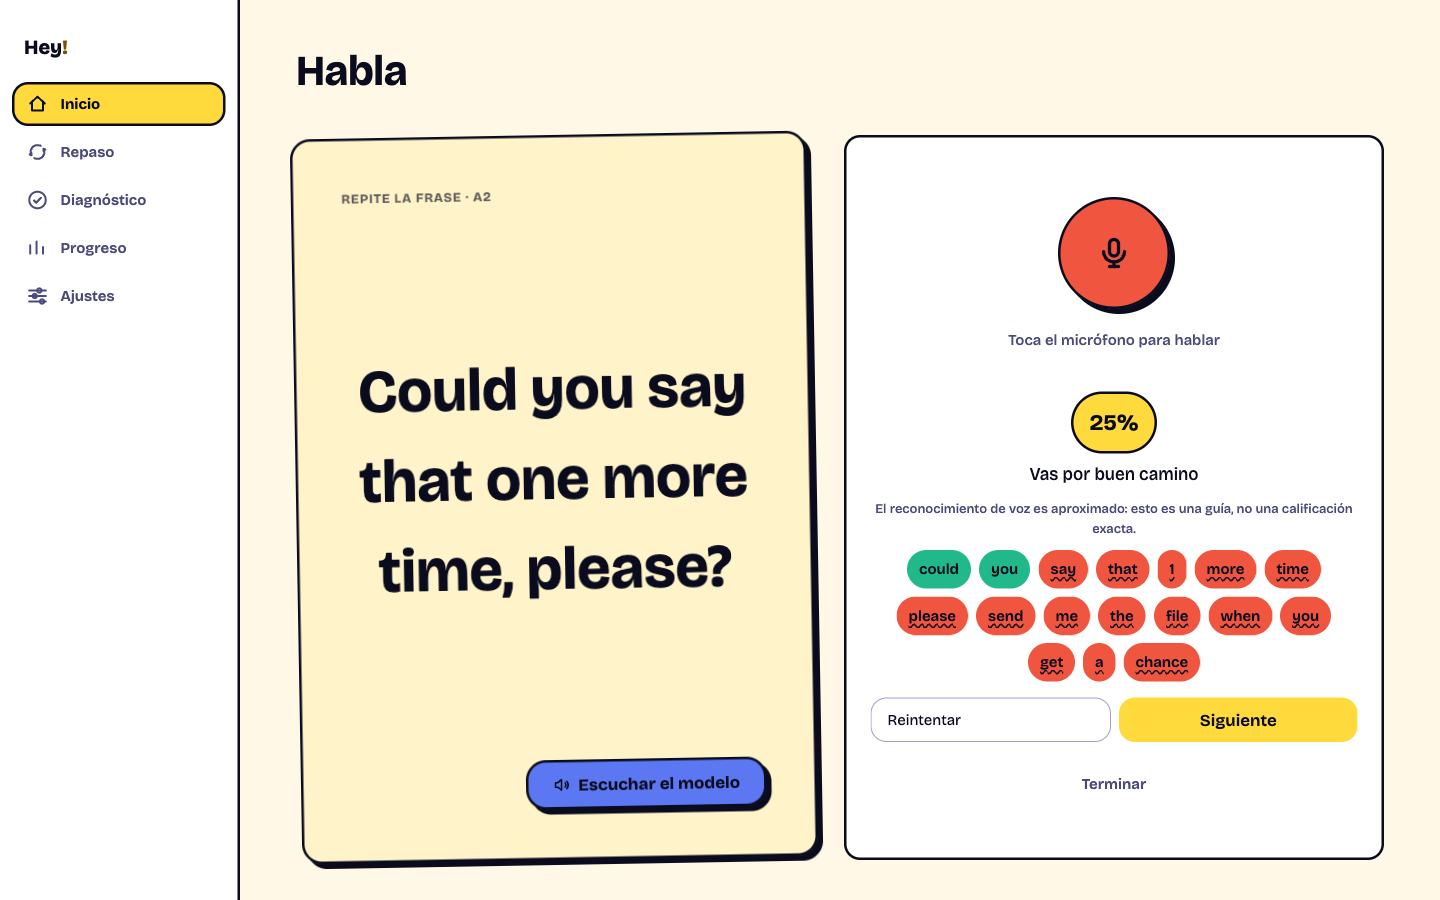 Hey!
Inicio
Repaso
Diagnóstico
Progreso
Ajustes
Habla
REPITE LA FRASE · A2
Could you say
that one more
time, please?
Escuchar el modelo
Toca el micrófono para hablar
25%
Vas por buen camino
El reconocimiento de voz es aproximado: esto es una guía, no una calificación
exacta.
could you say that 1 more time
please send me the file when you
get a chance
Reintentar
Siguiente
Terminar